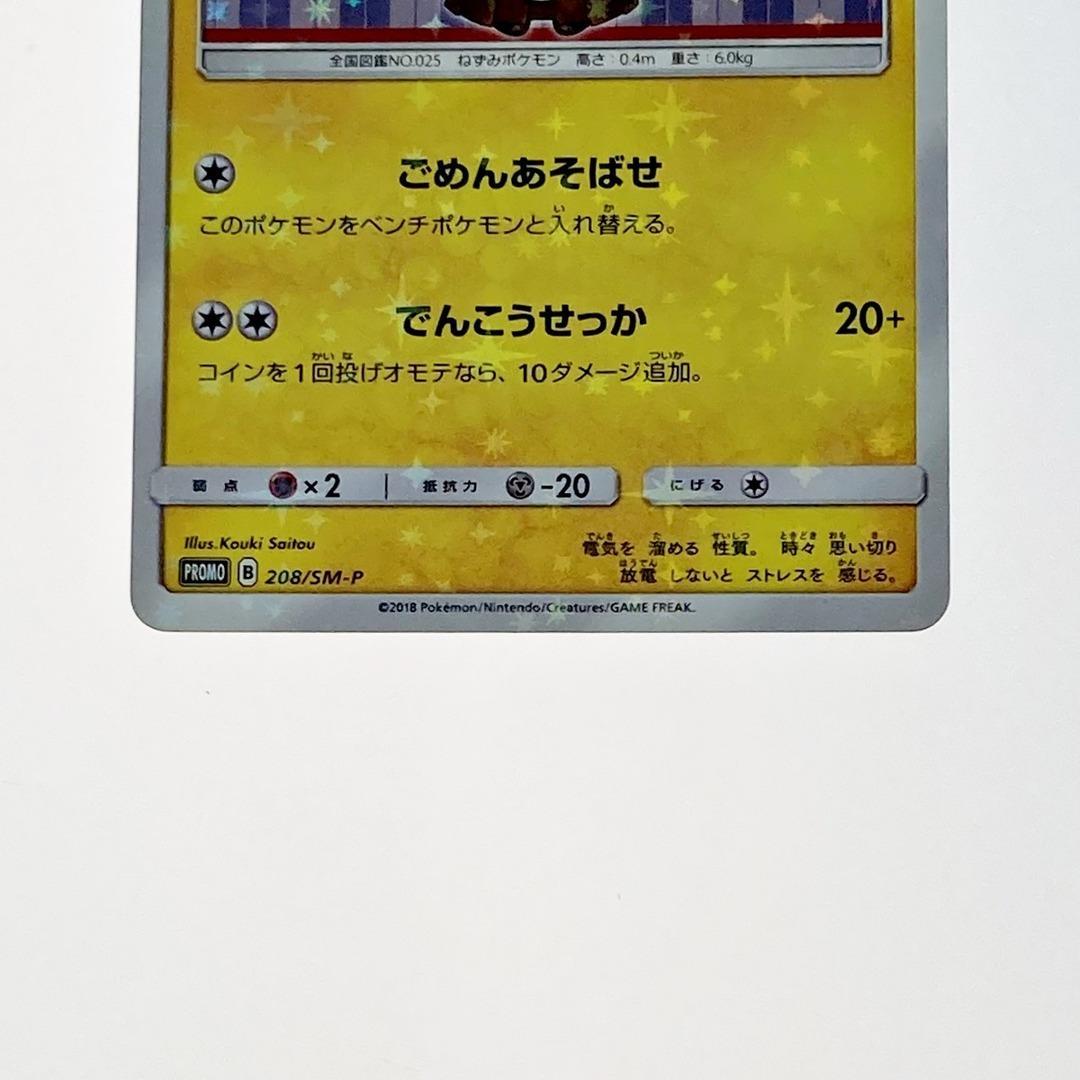 全国図鑑NO.025 ねずみポケモン 高さ：0.4m 重さ：6.0kg
ごめんあそばせ
このポケモンをベンチポケモンと入れ替える。
でんこうせっか 20+
コインを1回投げオモテなら、10ダメージ追加。
弱点 ×2 抵抗力 -20 にげる
Illus.Kouki Saitou
電気を 溜める 性質。 時々 思い切り
放電 しないと ストレスを 感じる。
PROMO B 208/SM-P
©2018 Pokémon/Nintendo/Creatures/GAME FREAK.